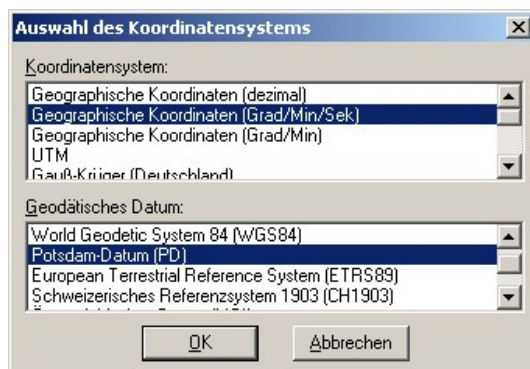 Auswahl des Koordinatensystems
Koordinatensystem:
Geographische Koordinaten (dezimal)
Geographische Koordinaten (Grad/Min/Sek)
Geographische Koordinaten (Grad/Min)
UTM
Gauß-Krüger (Deutschland)
Geodätisches Datum:
World Geodetic System 84 (WGS84)
Potsdam-Datum (PD)
European Terrestrial Reference System (ETRS89)
Schweizerisches Referenzsystem 1903 (CH1903)
OK
Abbrechen